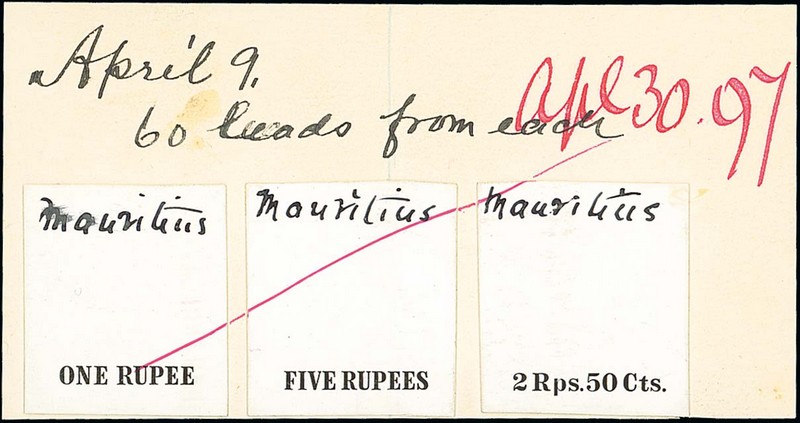 April 9.
Apl 30.97
60 leads from each
Mauritius
Mauritius
Mauritius
ONE RUPEE
FIVE RUPEES
2 Rps. 50 Cts.